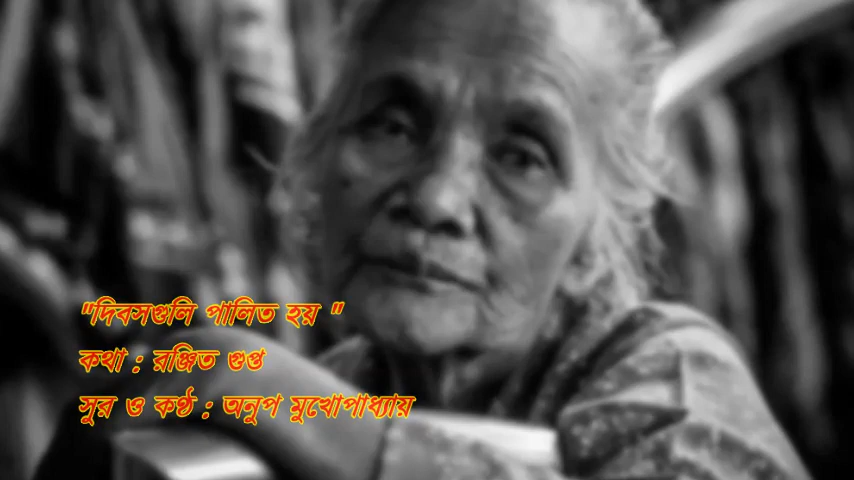 "দিবসগুলি পালিত হয় "
কথা : রঞ্জিত গুপ্ত
সুর ও কণ্ঠ : অনুপ মুখোপাধ্যায়